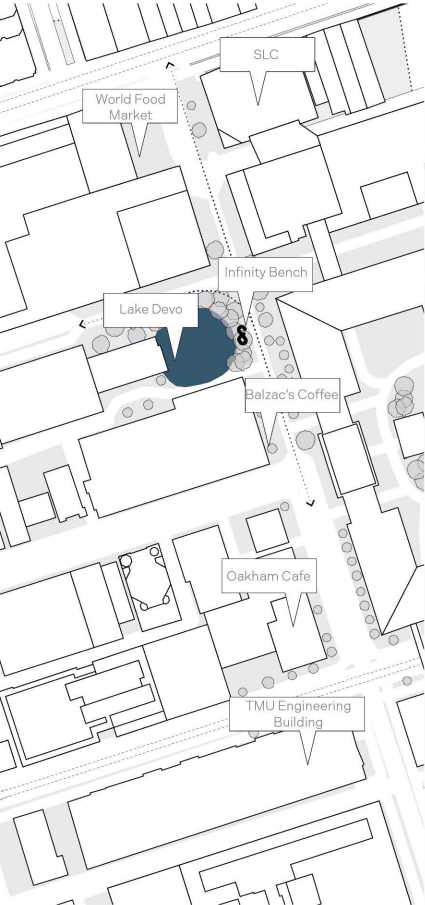 SLC
World Food
Market
Infinity Bench
Lake Devo
Balzac's Coffee
Oakham Cafe
TMU Engineering
Building